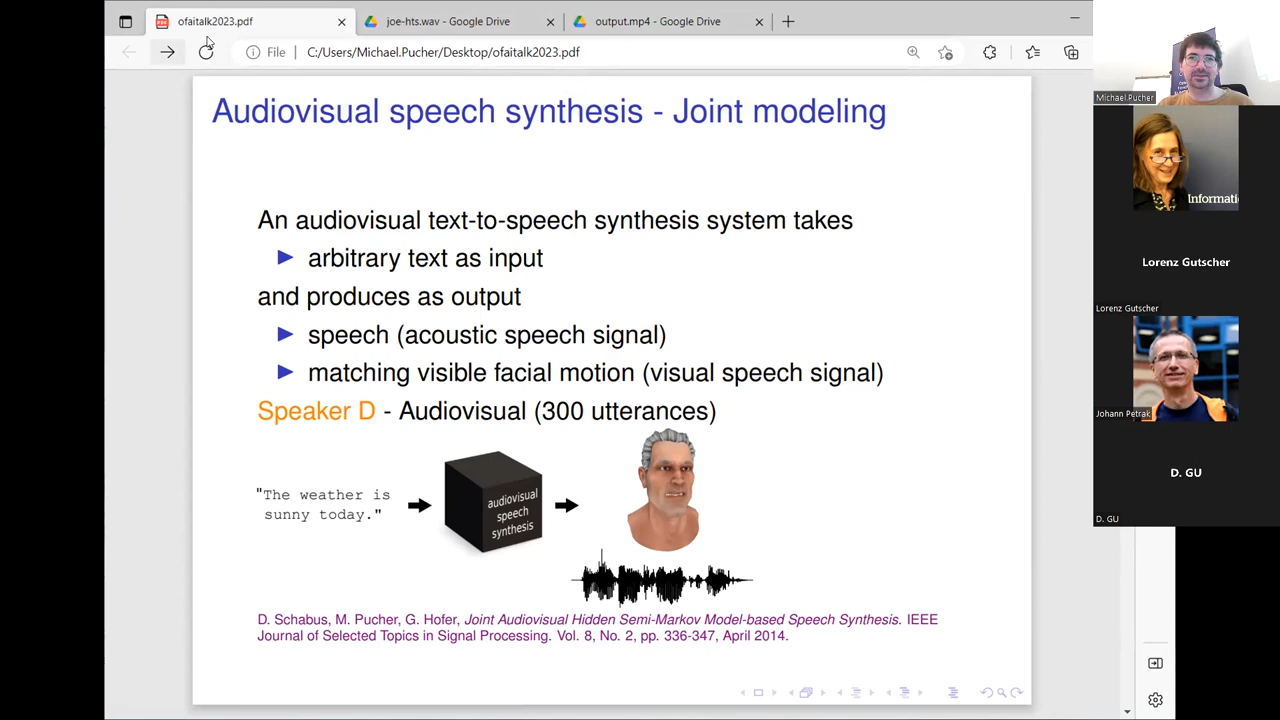 ofaitalk2023.pdf
joe-hts.wav - Google Drive
output.mp4 - Google Drive
File
C:/Users/Michael.Pucher/Desktop/ofaitalk2023.pdf
Audiovisual speech synthesis - Joint modeling
An audiovisual text-to-speech synthesis system takes
arbitrary text as input
and produces as output
speech (acoustic speech signal)
matching visible facial motion (visual speech signal)
Speaker D - Audiovisual (300 utterances)
"The weather is
sunny today."
audiovisual
speech
synthesis
D. Schabus, M. Pucher, G. Hofer, Joint Audiovisual Hidden Semi-Markov Model-based Speech Synthesis. IEEE
Journal of Selected Topics in Signal Processing. Vol. 8, No. 2, pp. 336-347, April 2014.
Michael.Pucher
Informati
Lorenz Gutscher
Lorenz Gutscher
Johann Petrak
D. GU
D. GU